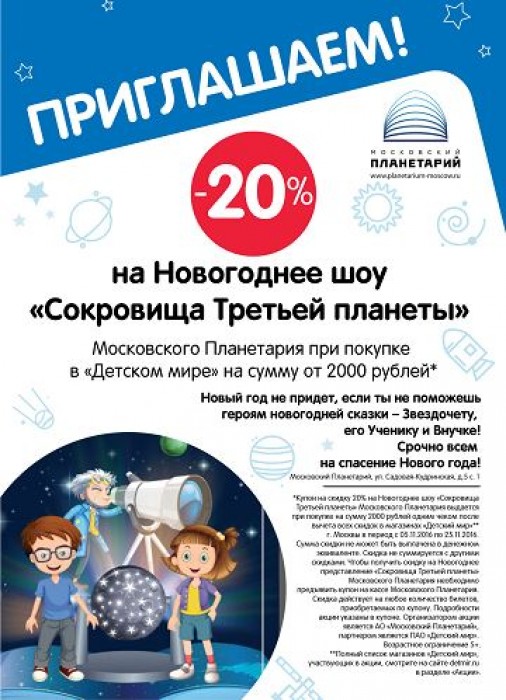 ПРИГЛАШАЕМ!
МОСКОВСКИЙ
ПЛАНЕТАРИЙ
www.planetarium-moscow.ru
-20%
на Новогоднее шоу
«Сокровища Третьей планеты»
Московского Планетария при покупке
в «Детском мире» на сумму от 2000 рублей*
Новый год не придет, если ты не поможешь
героям новогодней сказки – Звездочету,
его Ученику и Внучке!
Срочно всем
на спасение Нового года!
Московский Планетарий, ул. Садовая-Кудринская, д.5 с. 1
*Купон на скидку 20% на Новогоднее шоу «Сокровища
Третьей планеты» Московского Планетария выдается
при покупке на сумму 2000 рублей одним чеком после
вычета всех скидок в магазинах «Детский мир»**
г. Москвы в период с 05.11.2016 по 25.11.2016.
Сумма скидки не может быть выплачена в денежном
эквиваленте. Скидка не суммируется с другими
скидками. Чтобы получить скидку на Новогоднее
представление «Сокровища Третьей планеты»
Московского Планетария необходимо
предъявить купон на кассе Московского Планетария.
Скидка действует на любое количество билетов,
приобретаемых по купону. Подробности
акции указаны в купоне. Организатором акции
является АО «Московский Планетарий»,
партнером является ПАО «Детский мир».
Возрастное ограничение 5+.
**Полный список магазинов «Детский мир»,
участвующих в акции, смотрите на сайте detmir.ru
в разделе «Акции».